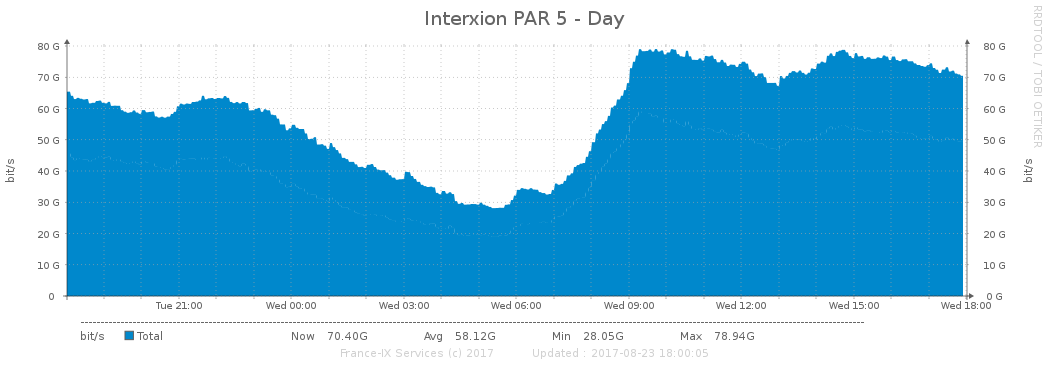 Interxion PAR 5 - Day
RRDTOOL / TOBI OETIKER
80 G 80 G
70 G 70 G
60 G 60 G
50 G 50 G
40 G 40 G
30 G 30 G
20 G 20 G
10 G 10 G
0 0 G
bit/s bit/s
Tue 21:00 Wed 00:00 Wed 03:00 Wed 06:00 Wed 09:00 Wed 12:00 Wed 15:00 Wed 18:00
bit/s Total Now 70.40G Avg 58.12G Min 28.05G Max 78.94G
France-IX Services (c) 2017 Updated : 2017-08-23 18:00:05